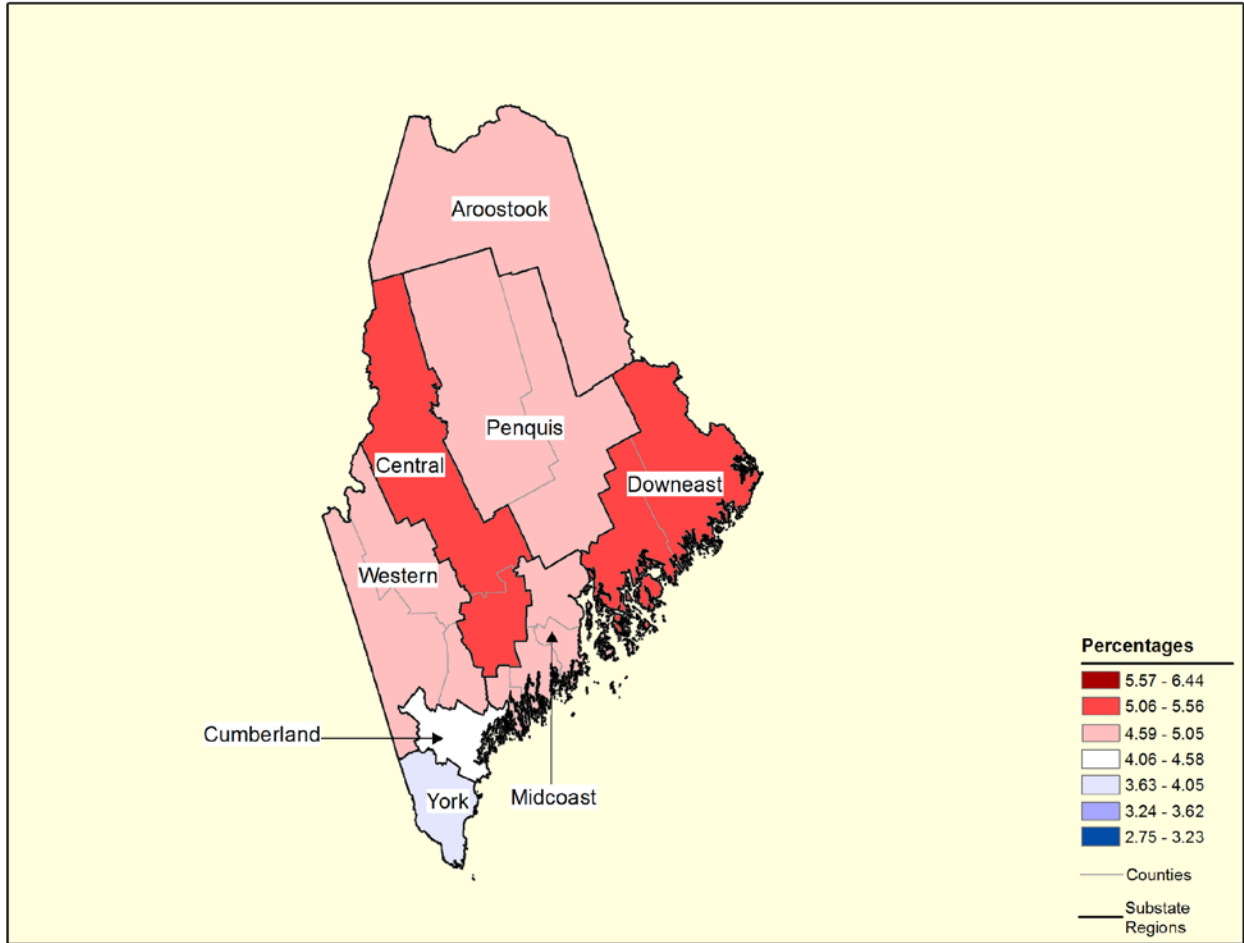 Aroostook
Penquis
Central
Downeast
Western
Cumberland
Midcoast
York
Percentages
5.57 - 6.44
5.06 - 5.56
4.59 - 5.05
4.06 - 4.58
3.63 - 4.05
3.24 - 3.62
2.75 - 3.23
Counties
Substate
Regions